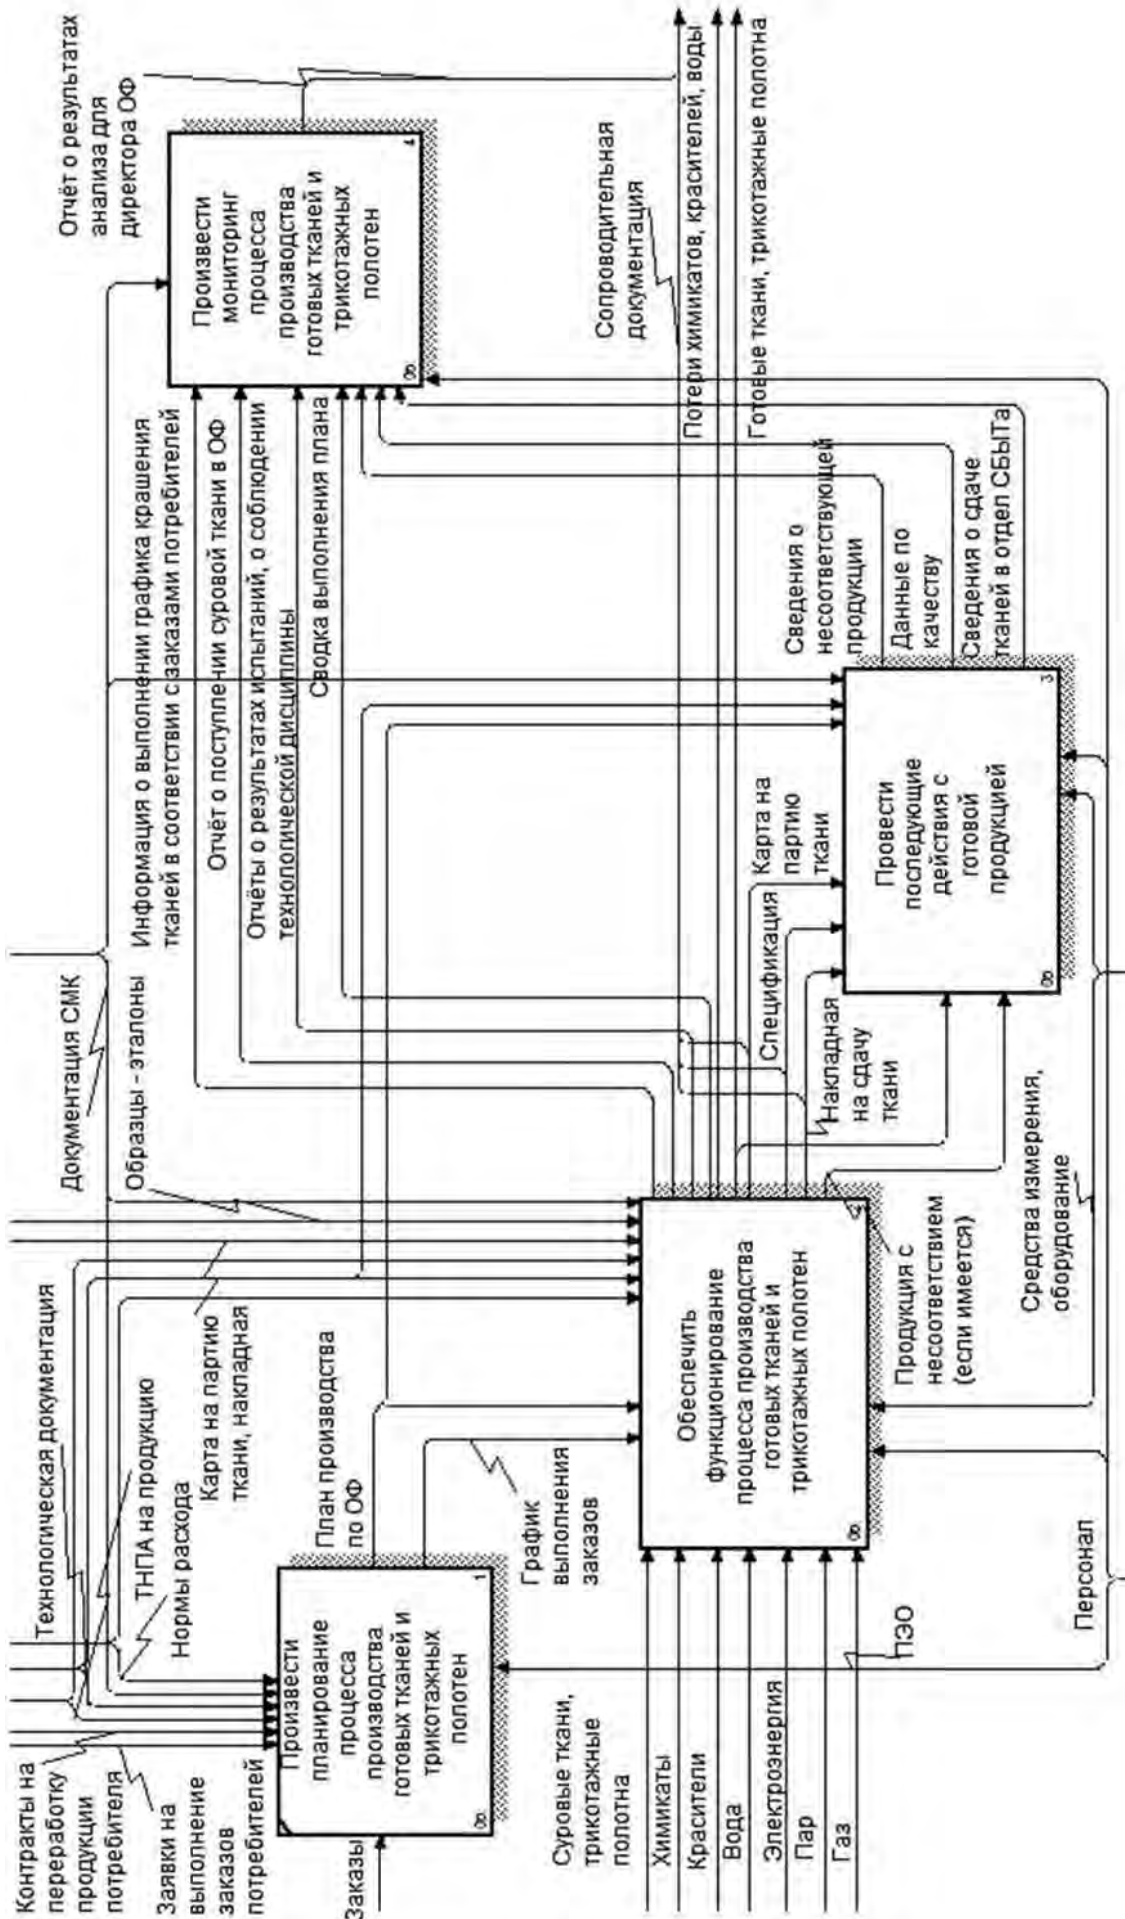 Контракты на
переработку
продукции
потребителя
Заявки на
выполнение
заказов
потребителей
Заказы
Технологическая документация
ТНПА на продукцию
Нормы расхода
Карта на партию
ткани, накладная
Документация СМК
Образцы - эталоны
Произвести
планирование
процесса
производства
готовых тканей и
трикотажных
полотен
1
План производства
по ОФ
График
выполнения
заказов
Информация о выполнении графика крашения
тканей в соответствии с заказами потребителей
Отчёт о поступлении суровой ткани в ОФ
Отчёты о результатах испытаний, о соблюдении
технологической дисциплины
Сводка выполнения плана
Произвести
мониторинг
процесса
производства
готовых тканей и
трикотажных
полотен
4
Отчёт о результатах
анализа для
директора ОФ
Суровые ткани,
трикотажные
полотна
Химикаты
Красители
Вода
Электроэнергия
Пар
Газ
Обеспечить
функционирование
процесса производства
готовых тканей и
трикотажных полотен
Спецификация
Карта на
партию
ткани
Накладная
на сдачу
ткани
Продукция с
несоответствием
(если имеется)
Провести
последующие
действия с
готовой
продукцией
3
Сведения о
несоответствующей
продукции
Данные по
качеству
Сведения о сдаче
тканей в отдел СБЫТа
Сопроводительная
документация
Потери химикатов, красителей, воды
Готовые ткани, трикотажные полотна
ПЭО
Персонал
Средства измерения,
оборудование